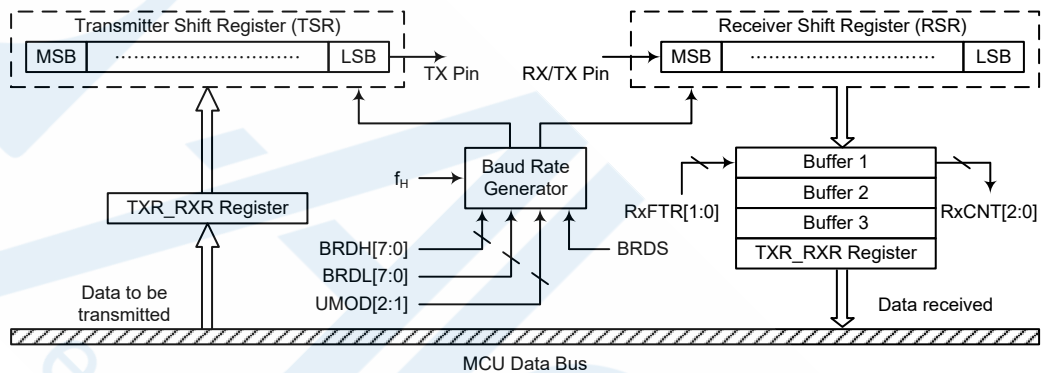 Transmitter Shift Register (TSR)
MSB ................................ LSB
TX Pin
Receiver Shift Register (RSR)
RX/TX Pin
MSB ................................ LSB
fH
Baud Rate
Generator
BRDH[7:0]
BRDL[7:0]
UMOD[2:1]
BRDS
TXR_RXR Register
Data to be
transmitted
RxFTR[1:0]
Buffer 1
Buffer 2
Buffer 3
TXR_RXR Register
RxCNT[2:0]
Data received
MCU Data Bus